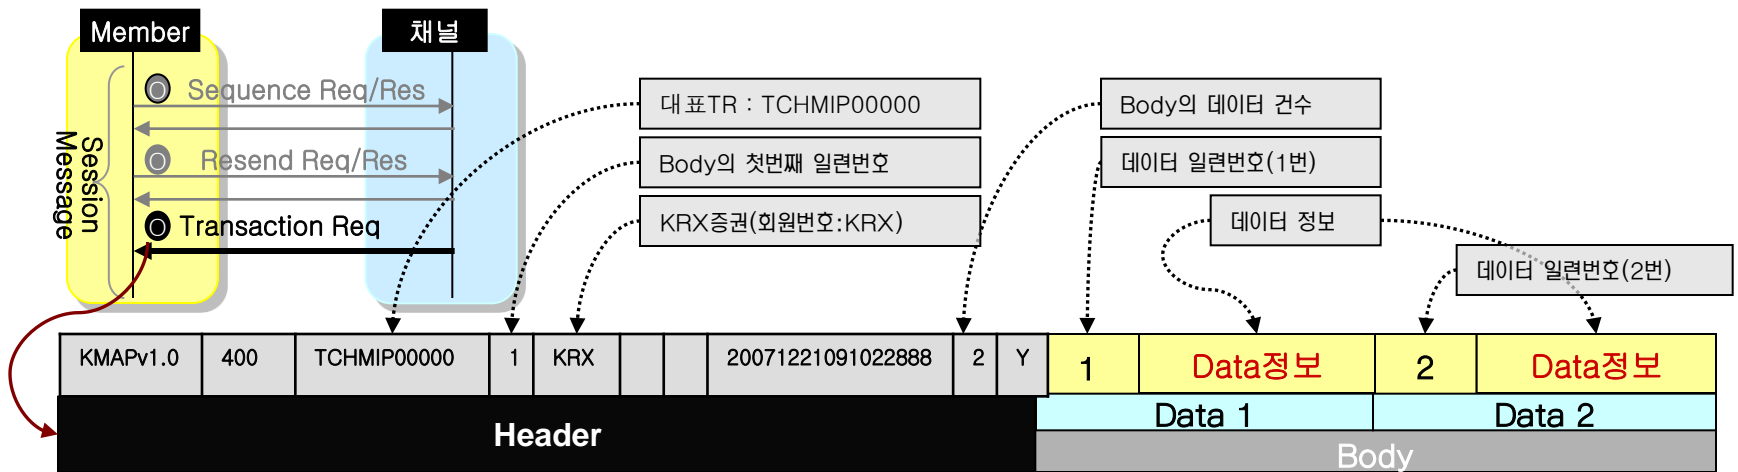 Member
채널
Sequence Req/Res
Resend Req/Res
Transaction Req
Session
Message
대표TR : TCHMIP00000
Body의 첫번째 일련번호
KRX증권(회원번호:KRX)
Body의 데이터 건수
데이터 일련번호(1번)
데이터 정보
데이터 일련번호(2번)
KMAPv1.0 400 TCHMIP00000 1 KRX 20071221091022888 2 Y 1 Data정보 2 Data정보
Header
Data 1 Data 2
Body